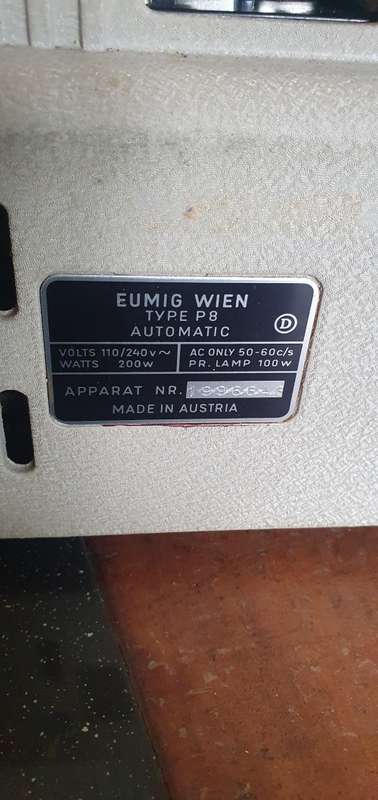 EUMIG WIEN
TYPE P8
AUTOMATIC
D
VOLTS 110/240v~ AC ONLY 50-60c/s
WATTS 200w PR. LAMP 100w
APPARAT NR.
MADE IN AUSTRIA